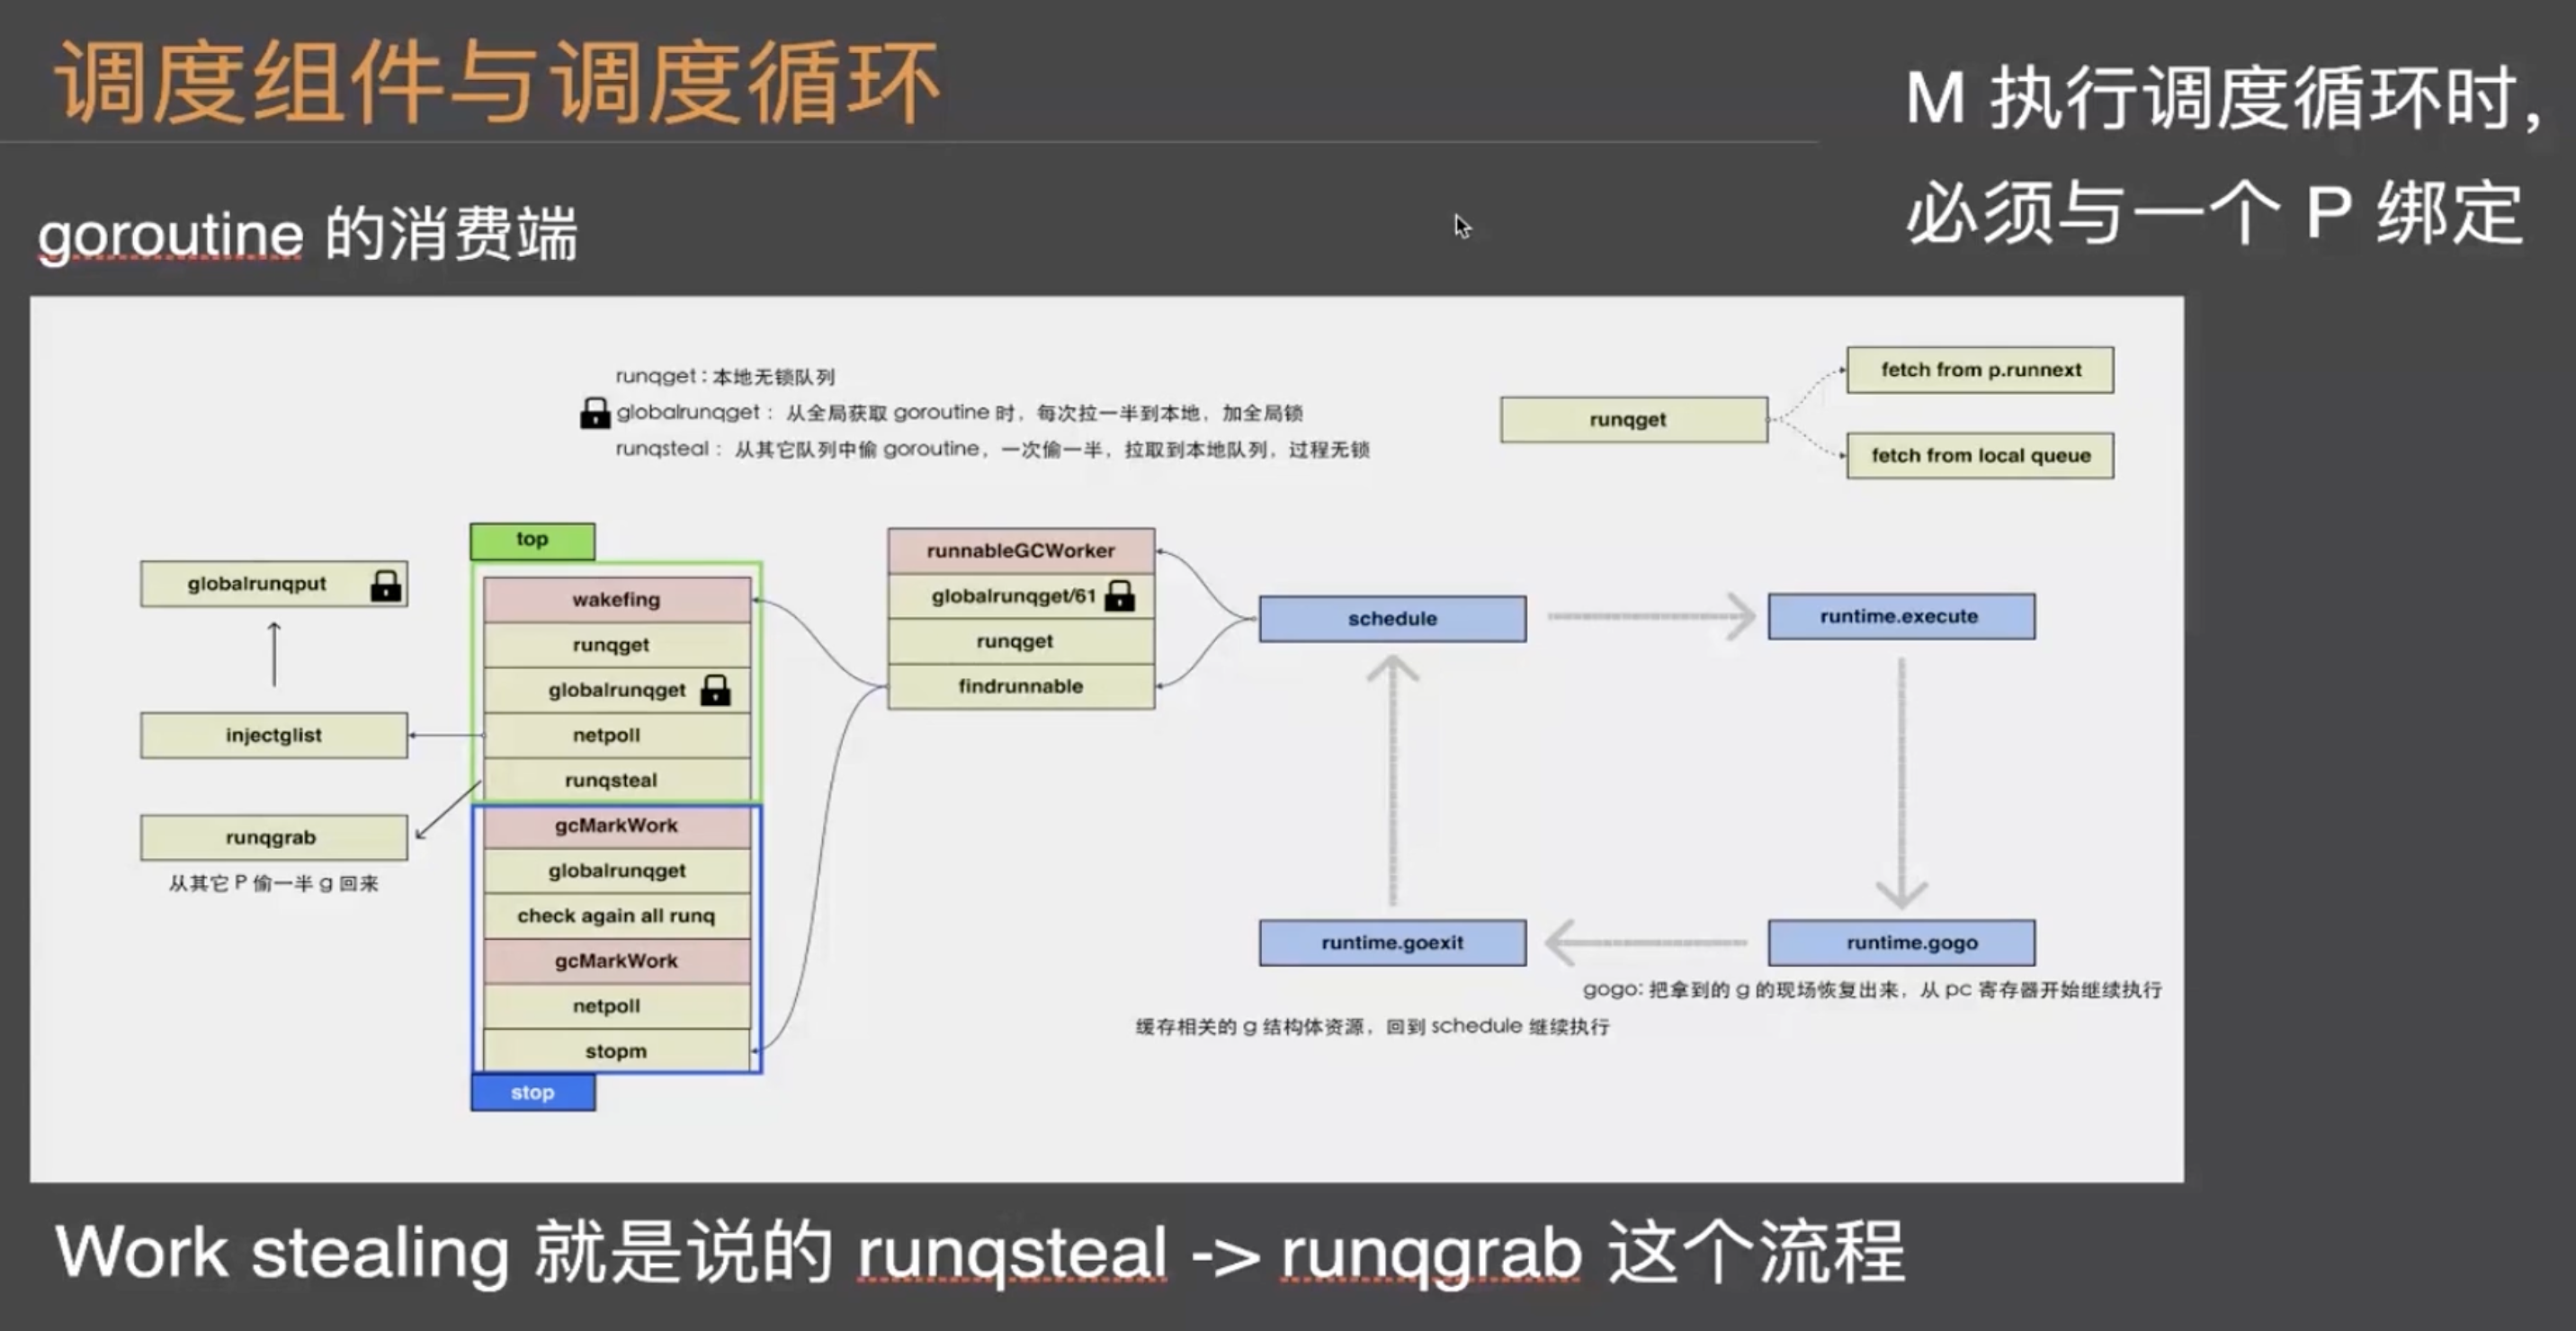 调度组件与调度循环
M 执行调度循环时，
必须与一个 P 绑定
goroutine 的消费端
runqget：本地无锁队列
globalrunqget： 从全局获取 goroutine 时，每次拉一半到本地，加全局锁
runqsteal： 从其它队列中偷 goroutine，一次偷一半，拉取到本地队列，过程无锁
runqget
fetch from p.runnext
fetch from local queue
globalrunqput
injectglist
runqgrab
从其它 P 偷一半 g 回来
top
wakefing
runqget
globalrunqget
netpoll
runqsteal
gcMarkWork
globalrunqget
check again all runq
gcMarkWork
netpoll
stopm
stop
runnableGCWorker
globalrunqget/61
runqget
findrunnable
schedule
runtime.execute
runtime.goexit
runtime.gogo
gogo: 把拿到的 g 的现场恢复出来，从 pc 寄存器开始继续执行
缓存相关的 g 结构体资源，回到 schedule 继续执行
Work stealing 就是说的 runqsteal -> runqgrab 这个流程